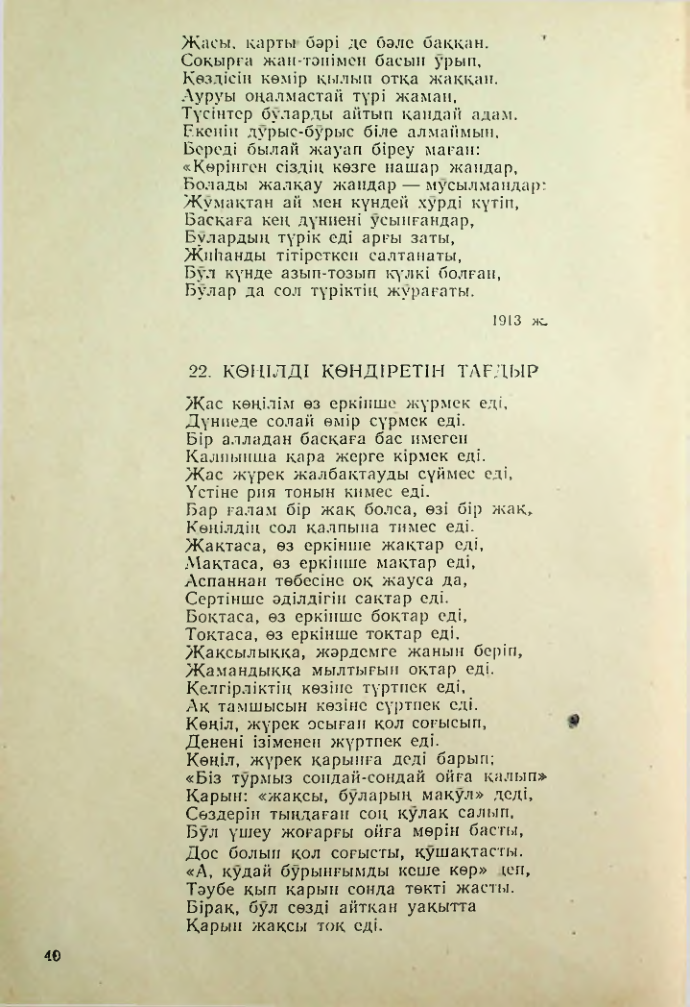 Жасы, қарты бәрі де бәле баққан.
Соқырға жан-тәнімен басын ұрып,
Көздісін көмір қылып отқа жаққан.
Ауруы оңалмастай түрі жаман,
Түсінтер бұларды айтып қандай адам.
Екенін дұрыс-бұрыс біле алмаймын,
Береді былай жауап біреу маған:
«Көрінген сіздің көзге нашар жандар,
Болады жалқау жандар — мұсылмандар:
Жұмақтан ай мен күндей хұрді күтіп,
Басқаға кең дүниені ұсынғандар,
Бұлардың түрік еді арғы заты,
Жиһанды тітіреткен салтанаты,
Бұл күнде азып-тозып күлкі болған,
Бұлар да сол түріктің жұрағаты.
1913 ж.
22. КӨҢІЛДІ КӨНДІРЕТІН ТАҒДЫР
Жас көңілім өз еркінше жүрмек еді,
Дүниеде солай өмір сүрмек еді.
Бір алладан басқаға бас имеген
Қалпынша қара жерге кірмек еді.
Жас жүрек жалбақтауды сүймес еді,
Үстіне рия тонын кимес еді.
Бар ғалам бір жақ болса, өзі бір жақ,
Көңілдің сол қалпына тимес еді.
Жақтаса, өз еркінше жақтар еді,
Мақтаса, өз еркінше мақтар еді,
Аспаннан төбесіне оқ жауса да,
Сертінше әділдігін сақтар еді.
Боқтаса, өз еркінше боқтар еді,
Тоқтаса, өз еркінше тоқтар еді.
Жақсылыққа, жәрдемге жанын беріп,
Жамандыққа мылтығын оқтар еді.
Келгірліктің көзіне түртпек еді,
Ақ тамшысын көзіне сүртпек еді.
Көңіл, жүрек осыған қол соғысып,
Денені ізіменен жүртпек еді.
Көңіл, жүрек қарынға деді барып;
«Біз тұрмыз сондай-сондай ойға қалып»
Қарын: «жақсы, бұларың мақұл» деді,
Сөздерін тыңдаған соң құлақ салып,
Бұл үшеу жоғарғы ойға мөрін басты,
Дос болып қол соғысты, құшақтасты.
«А, құдай бұрынғымды кеше көр» деп,
Тәубе қып қарын сонда төкті жасты.
Бірақ, бұл сөзді айтқан уақытта
Қарын жақсы тоқ еді.
40